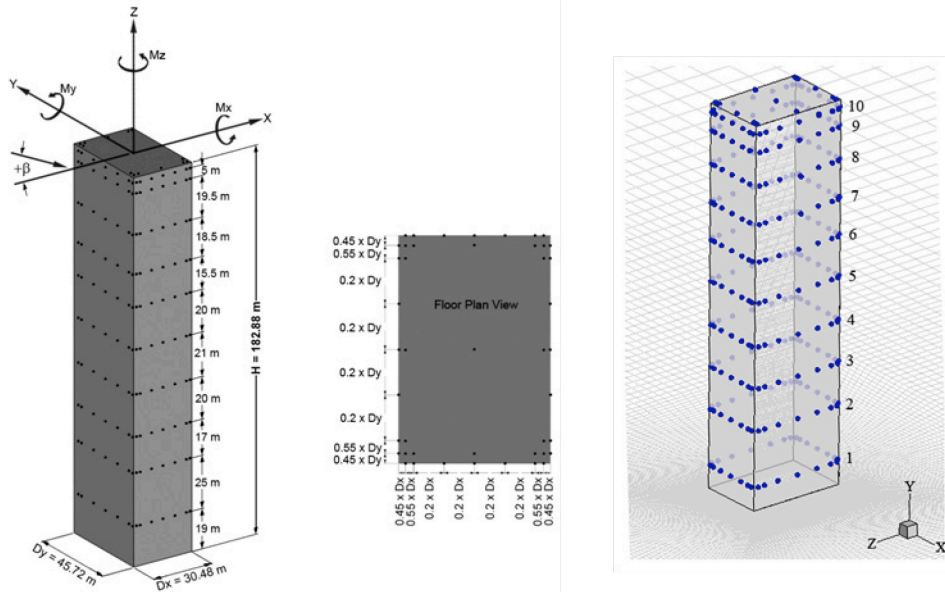 Z
Mz
Y
My
Mx
X
+β
5 m
19.5 m
18.5 m
15.5 m
20 m
21 m
20 m
17 m
25 m
19 m
H = 182.88 m
Dy = 45.72 m
Dx = 30.48 m
0.45 x Dy
0.55 x Dy
0.2 x Dy
0.2 x Dy
0.2 x Dy
0.2 x Dy
0.55 x Dy
0.45 x Dy
Floor Plan View
0.45 x Dx
0.55 x Dx
0.2 x Dx
0.2 x Dx
0.2 x Dx
0.2 x Dx
0.55 x Dx
0.45 x Dx
10
9
8
7
6
5
4
3
2
1
Y
Z
X